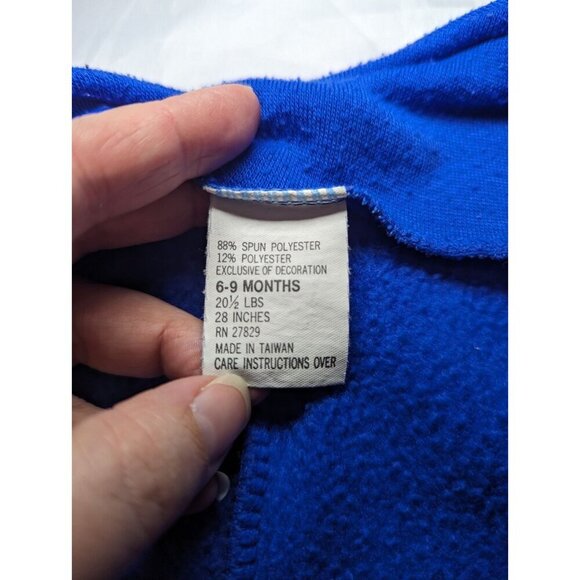 88% SPUN POLYESTER
12% POLYESTER
EXCLUSIVE OF DECORATION
6-9 MONTHS
20½ LBS
28 INCHES
RN 27829
MADE IN TAIWAN
CARE INSTRUCTIONS OVER